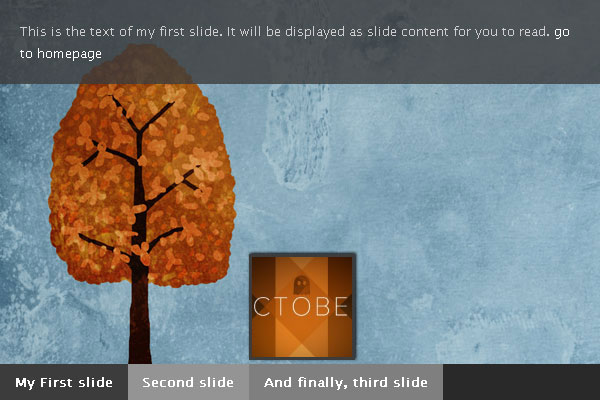 This is the text of my first slide. It will be displayed as slide content for you to read. go
to homepage
CTOBE
My First slide
Second slide
And finally, third slide